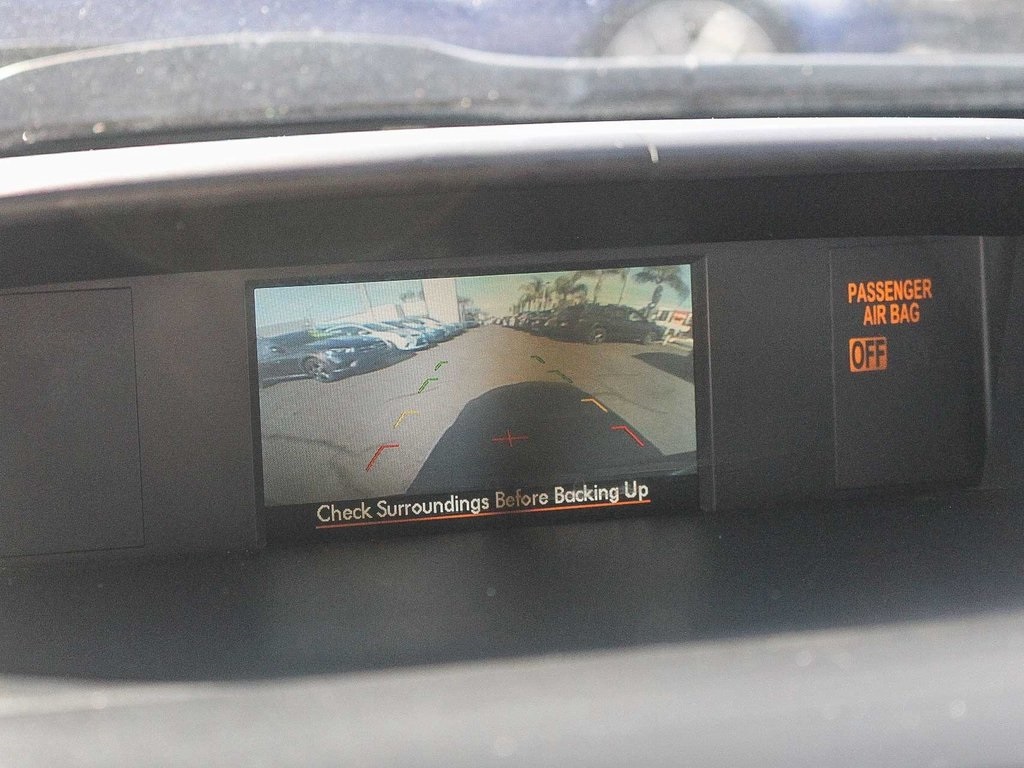 PASSENGER
AIR BAG
OFF
Check Surroundings Before Backing Up